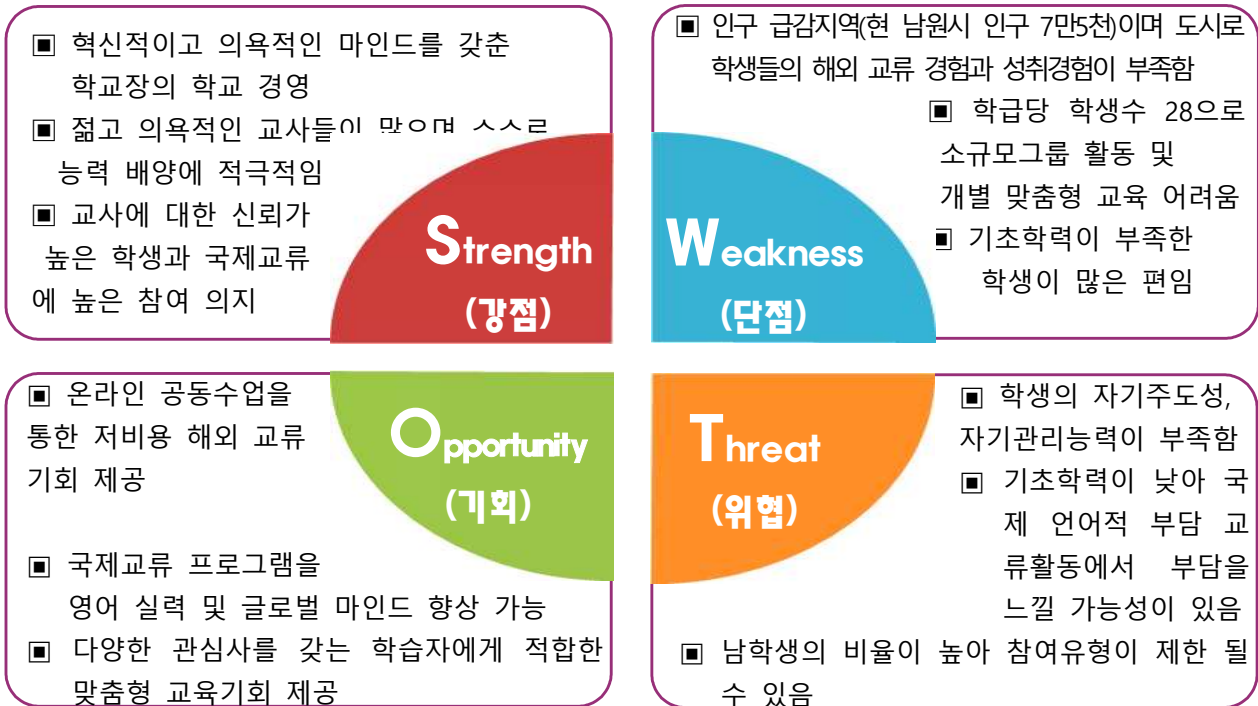 ▣ 혁신적이고 의욕적인 마인드를 갖춘
학교장의 학교 경영
▣ 젊고 의욕적인 교사들이 많으며 스스로
능력 배양에 적극적임
▣ 교사에 대한 신뢰가
높은 학생과 국제교류
에 높은 참여 의지
Strength
(강점)
▣ 인구 급감지역(현 남원시 인구 7만5천)이며 도시로
학생들의 해외 교류 경험과 성취경험이 부족함
▣ 학급당 학생수 28으로
소규모그룹 활동 및
개별 맞춤형 교육 어려움
▣ 기초학력이 부족한
학생이 많은 편임
Weakness
(단점)
▣ 온라인 공동수업을
통한 저비용 해외 교류
기회 제공
▣ 국제교류 프로그램을
영어 실력 및 글로벌 마인드 향상 가능
▣ 다양한 관심사를 갖는 학습자에게 적합한
맞춤형 교육기회 제공
Opportunity
(기회)
Threat
(위협)
▣ 학생의 자기주도성,
자기관리능력이 부족함
▣ 기초학력이 낮아 국
제 언어적 부담 교
류활동에서 부담을
느낄 가능성이 있음
▣ 남학생의 비율이 높아 참여유형이 제한 될
수 있음